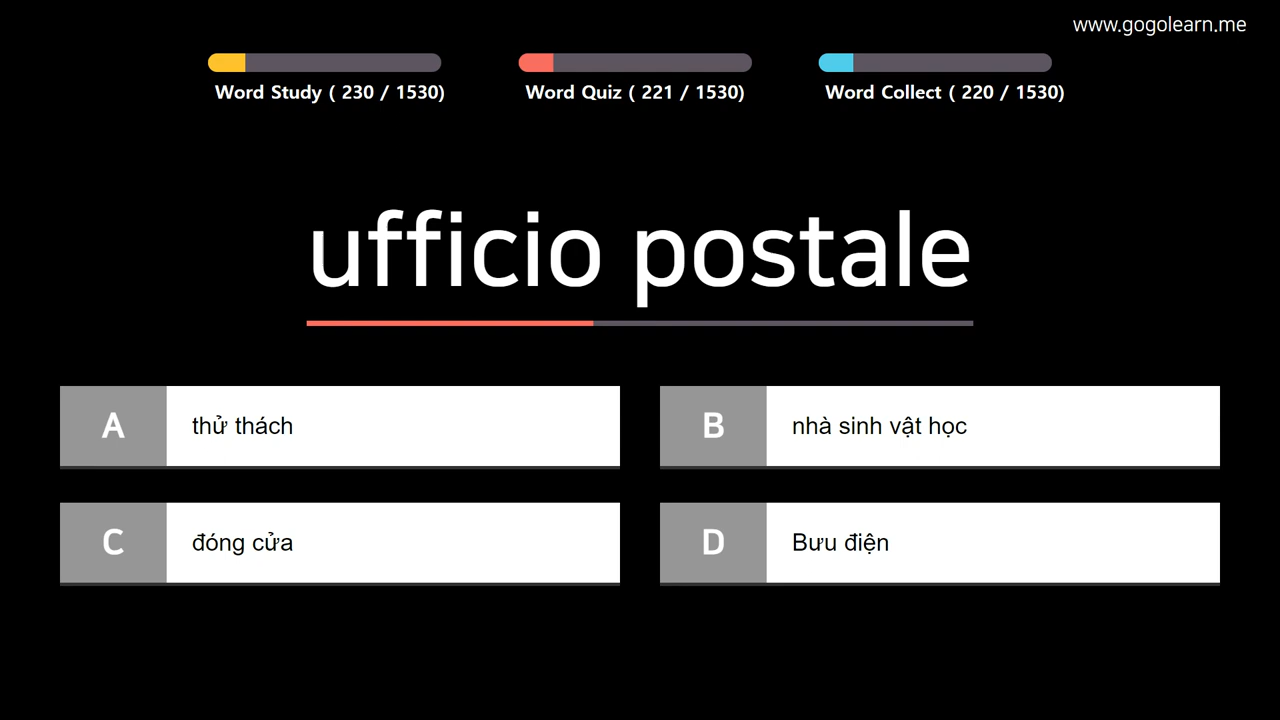 www.gogolearn.me
Word Study ( 230 / 1530)
Word Quiz ( 221 / 1530)
Word Collect ( 220 / 1530)
ufficio postale
A
thử thách
B
nhà sinh vật học
C
đóng cửa
D
Bưu điện